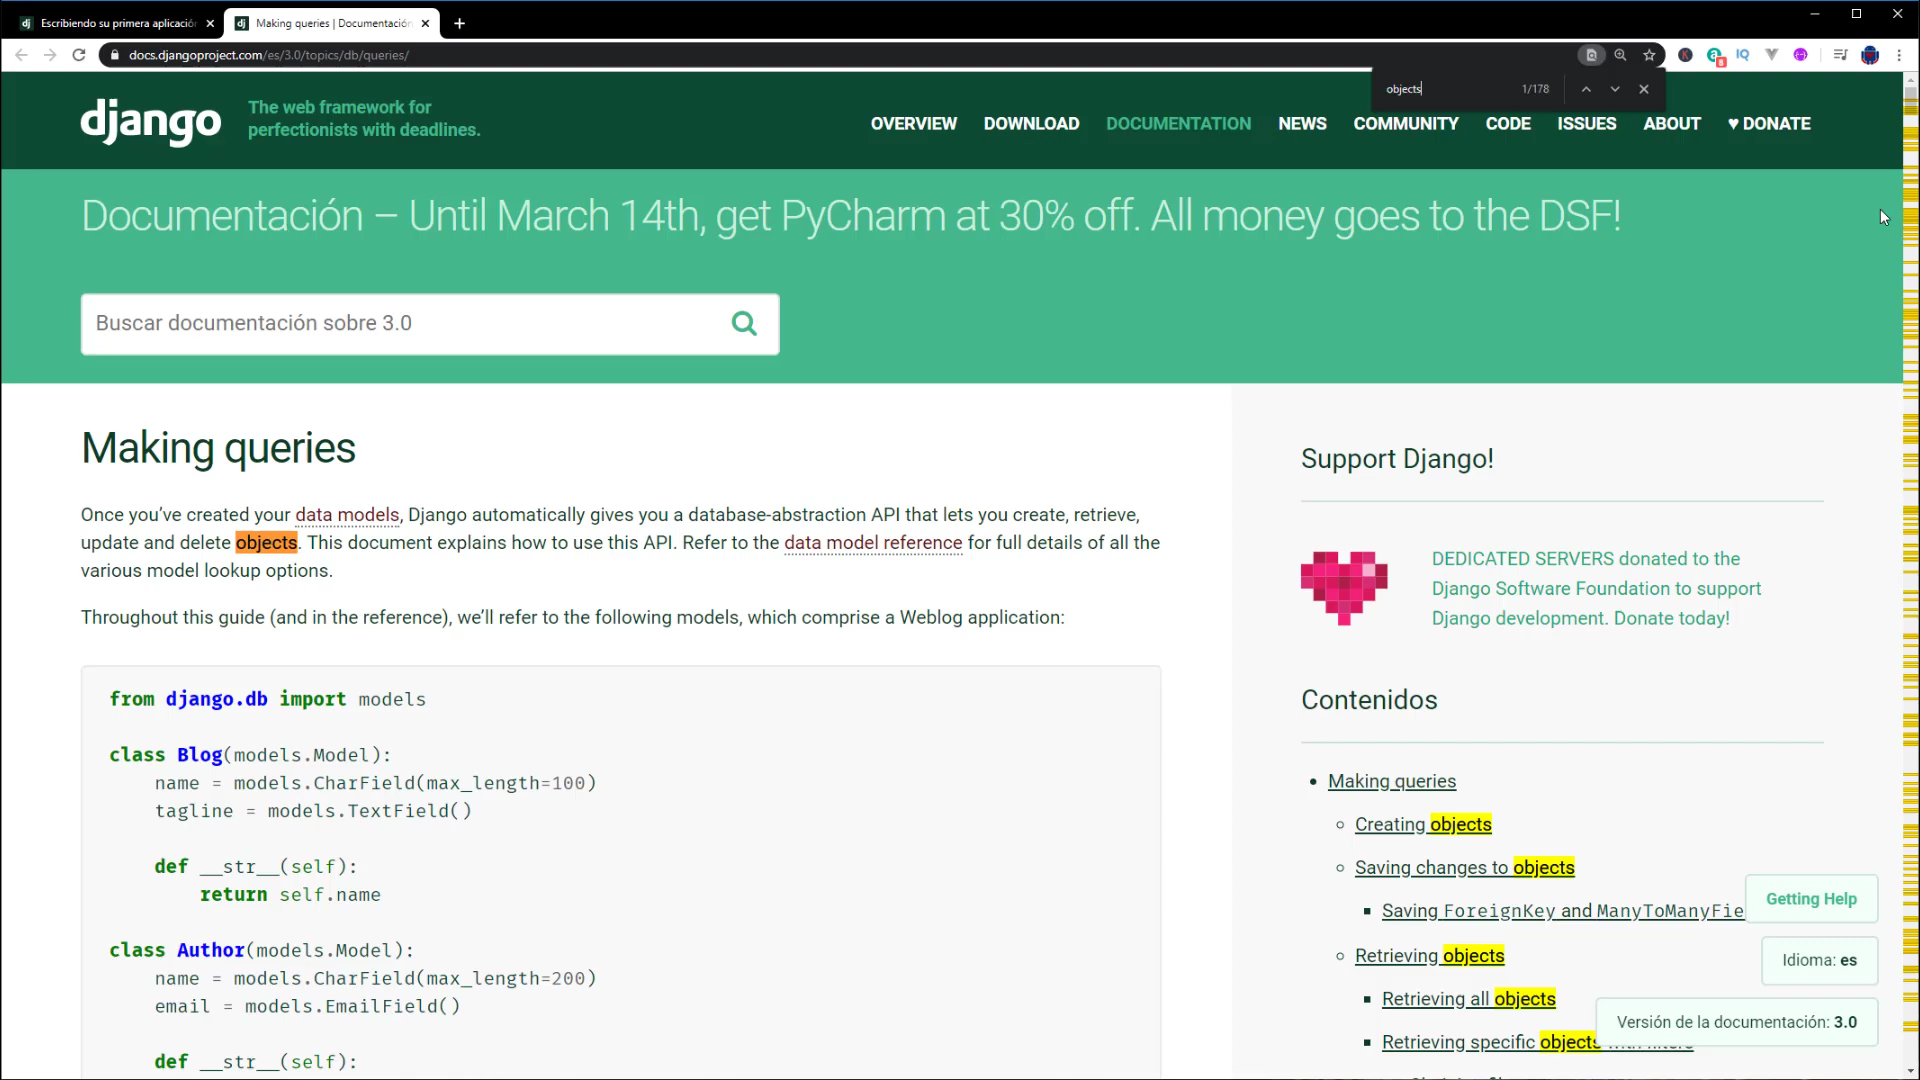 Escribiendo su primera aplicació
Making queries | Documentación
docs.djangoproject.com/es/3.0/topics/db/queries/
objects
1/178
django
The web framework for
perfectionists with deadlines.
OVERVIEW DOWNLOAD DOCUMENTATION NEWS COMMUNITY CODE ISSUES ABOUT ♥ DONATE
Documentación – Until March 14th, get PyCharm at 30% off. All money goes to the DSF!
Buscar documentación sobre 3.0
Making queries
Once you’ve created your data models, Django automatically gives you a database-abstraction API that lets you create, retrieve,
update and delete objects. This document explains how to use this API. Refer to the data model reference for full details of all the
various model lookup options.
Throughout this guide (and in the reference), we’ll refer to the following models, which comprise a Weblog application:
from django.db import models
class Blog(models.Model):
    name = models.CharField(max_length=100)
    tagline = models.TextField()
    def __str__(self):
        return self.name
class Author(models.Model):
    name = models.CharField(max_length=200)
    email = models.EmailField()
    def __str__(self):
Support Django!
DEDICATED SERVERS donated to the
Django Software Foundation to support
Django development. Donate today!
Contenidos
Making queries
Creating objects
Saving changes to objects
Saving ForeignKey and ManyToManyFie
Retrieving objects
Retrieving all objects
Retrieving specific objects
Getting Help
Idioma: es
Versión de la documentación: 3.0